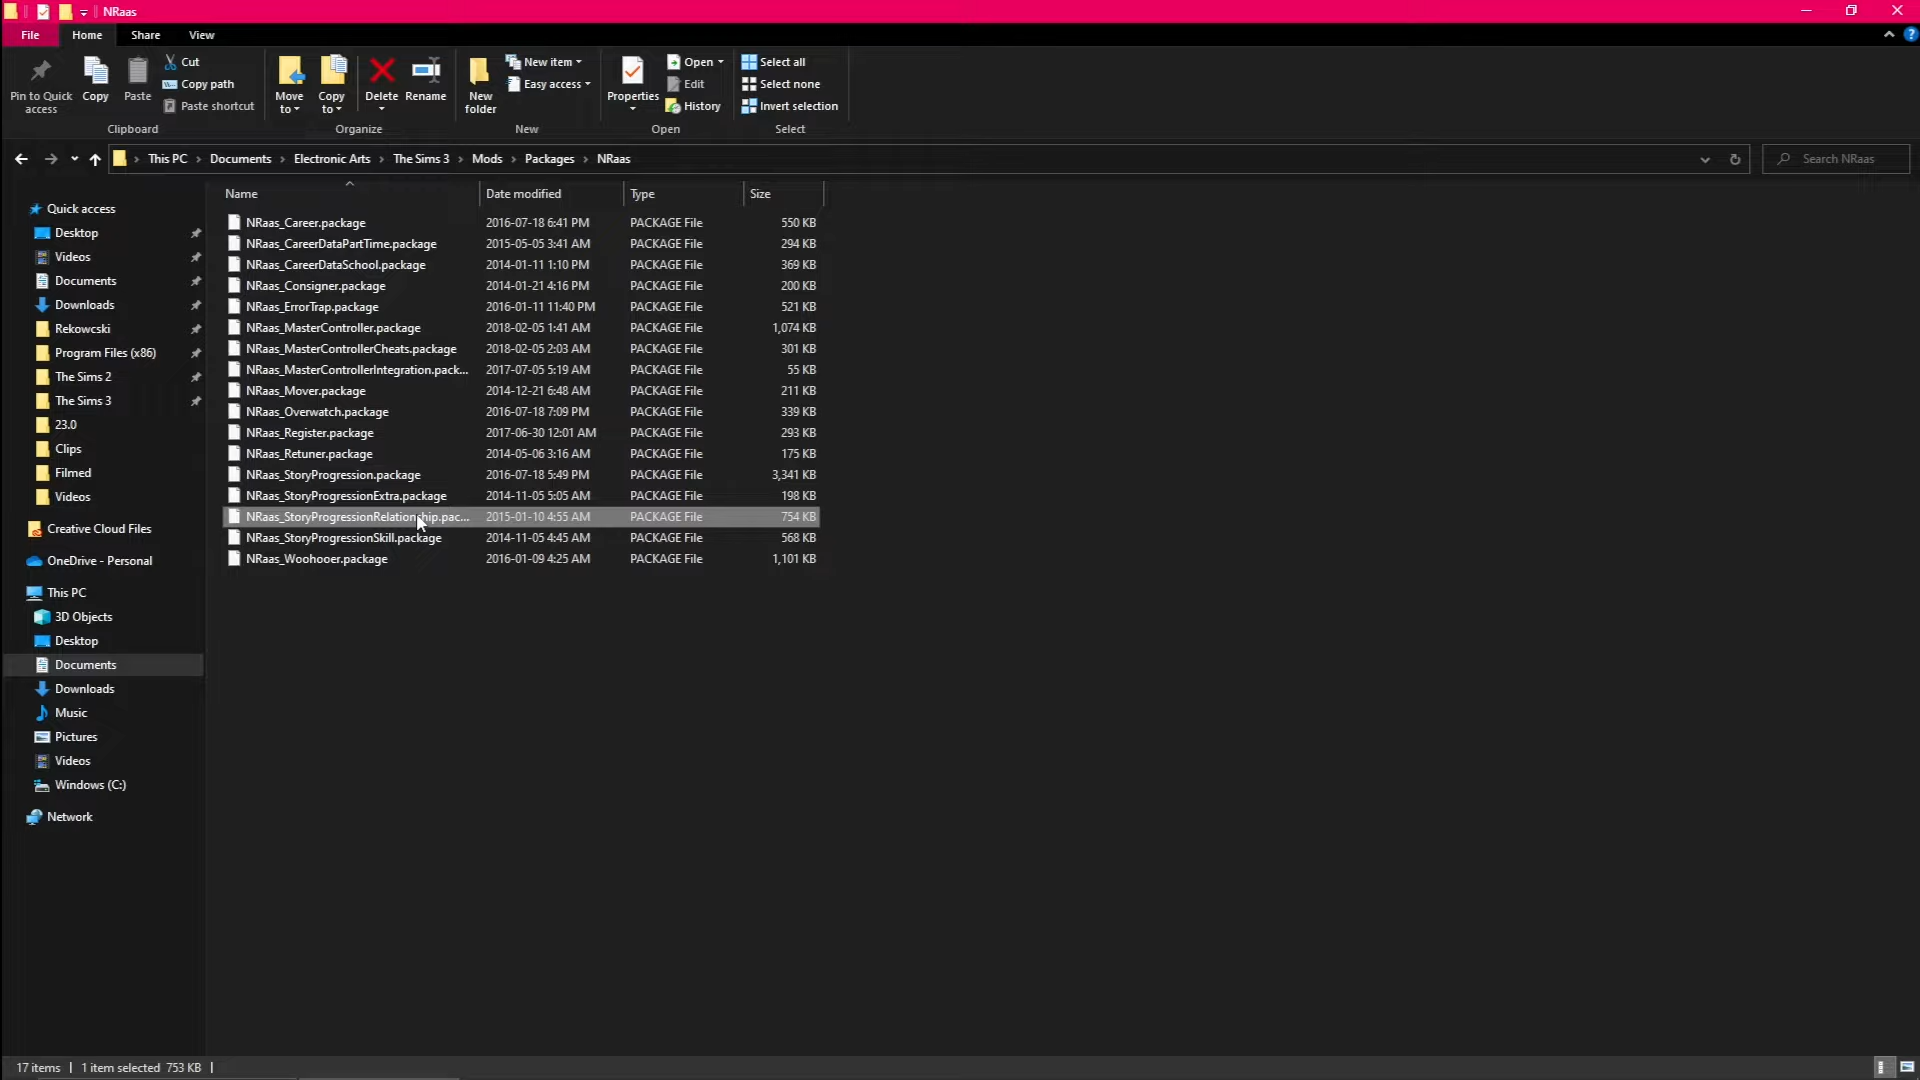 NRaas
File Home Share View
Pin to Quick access
Copy
Paste
Cut
Copy path
Paste shortcut
Clipboard
Move to
Copy to
Delete
Rename
Organize
New folder
New item
Easy access
New
Properties
Open
Edit
History
Open
Select all
Select none
Invert selection
Select
This PC > Documents > Electronic Arts > The Sims 3 > Mods > Packages > NRaas
Search NRaas
Name Date modified Type Size
NRaas_Career.package 2016-07-18 6:41 PM PACKAGE File 550 KB
NRaas_CareerDataPartTime.package 2015-05-05 3:41 AM PACKAGE File 294 KB
NRaas_CareerDataSchool.package 2014-01-11 1:10 PM PACKAGE File 369 KB
NRaas_Consigner.package 2014-01-21 4:16 PM PACKAGE File 200 KB
NRaas_ErrorTrap.package 2016-01-11 11:40 PM PACKAGE File 521 KB
NRaas_MasterController.package 2018-02-05 1:41 AM PACKAGE File 1,074 KB
NRaas_MasterControllerCheats.package 2018-02-05 2:03 AM PACKAGE File 301 KB
NRaas_MasterControllerIntegration.pack... 2017-07-05 5:19 AM PACKAGE File 55 KB
NRaas_Mover.package 2014-12-21 6:48 AM PACKAGE File 211 KB
NRaas_Overwatch.package 2016-07-18 7:09 PM PACKAGE File 339 KB
NRaas_Register.package 2017-06-30 12:01 AM PACKAGE File 293 KB
NRaas_Retuner.package 2014-05-06 3:16 AM PACKAGE File 175 KB
NRaas_StoryProgression.package 2016-07-18 5:49 PM PACKAGE File 3,341 KB
NRaas_StoryProgressionExtra.package 2014-11-05 5:05 AM PACKAGE File 198 KB
NRaas_StoryProgressionRelationship.pac... 2015-01-10 4:55 AM PACKAGE File 754 KB
NRaas_StoryProgressionSkill.package 2014-11-05 4:45 AM PACKAGE File 568 KB
NRaas_Woohooer.package 2016-01-09 4:25 AM PACKAGE File 1,101 KB
Quick access
Desktop
Videos
Documents
Downloads
Rekowcski
Program Files (x86)
The Sims 2
The Sims 3
23.0
Clips
Filmed
Videos
Creative Cloud Files
OneDrive - Personal
This PC
3D Objects
Desktop
Documents
Downloads
Music
Pictures
Videos
Windows (C:)
Network
17 items | 1 item selected 753 KB |